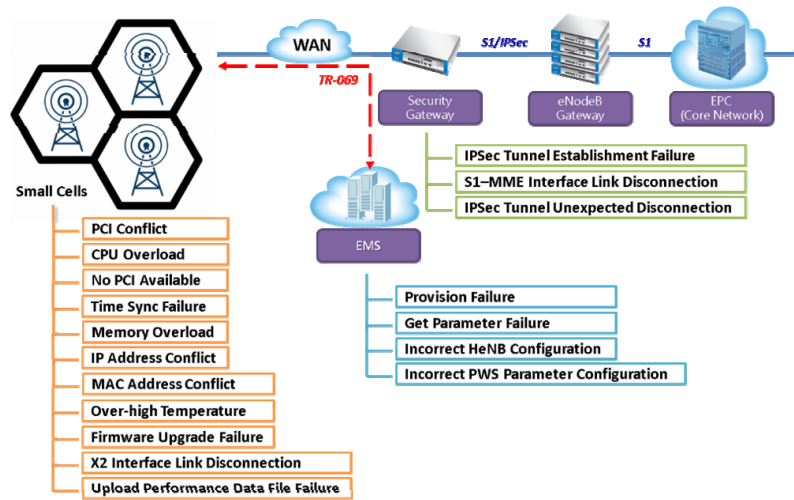 WAN
S1/IPSec
S1
TR-069
Security
Gateway
eNodeB
Gateway
EPC
(Core Network)
IPSec Tunnel Establishment Failure
S1–MME Interface Link Disconnection
IPSec Tunnel Unexpected Disconnection
Small Cells
PCI Conflict
CPU Overload
No PCI Available
Time Sync Failure
Memory Overload
IP Address Conflict
MAC Address Conflict
Over-high Temperature
Firmware Upgrade Failure
X2 Interface Link Disconnection
Upload Performance Data File Failure
EMS
Provision Failure
Get Parameter Failure
Incorrect HeNB Configuration
Incorrect PWS Parameter Configuration